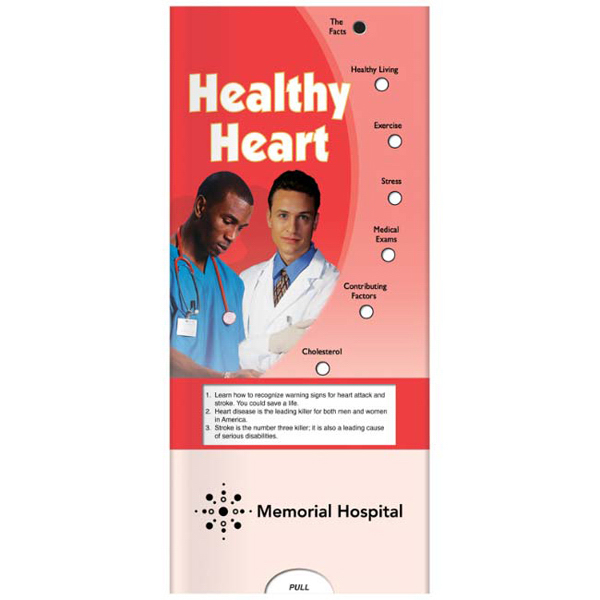 The
Facts
Healthy Living
Healthy
Heart
Exercise
Stress
Medical
Exams
Contributing
Factors
Cholesterol
1. Learn how to recognize warning signs for heart attack and
stroke. You could save a life.
2. Heart disease is the leading killer for both men and women
in America.
3. Stroke is the number three killer; it is also a leading cause
of serious disabilities.
Memorial Hospital
PULL